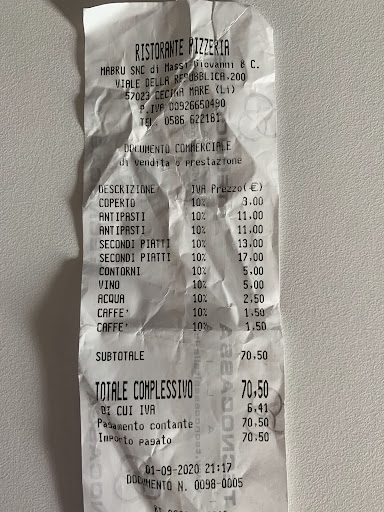 RISTORANTE PIZZERIA
MABRU SNC di Massi Giovanni & C.
VIALE DELLA REPUBBLICA.200
57023 CECINA MARE (Li)
P.IVA 00926650490
TEL. 0586 622181
DOCUMENTO COMMERCIALE
di vendita o prestazione
DESCRIZIONE IVA Prezzo(€)
COPERTO 10% 3,00
ANTIPASTI 10% 11,00
ANTIPASTI 10% 11,00
SECONDI PIATTI 10% 13,00
SECONDI PIATTI 10% 17,00
CONTORNI 10% 5,00
VINO 10% 5,00
ACQUA 10% 2,50
CAFFE' 10% 1,50
CAFFE' 10% 1,50
SUBTOTALE 70,50
TOTALE COMPLESSIVO 70,50
DI CUI IVA 6,41
Pagamento contante 70,50
Importo pagato 70,50
01-09-2020 21:17
DOCUMENTO N. 0098-0005